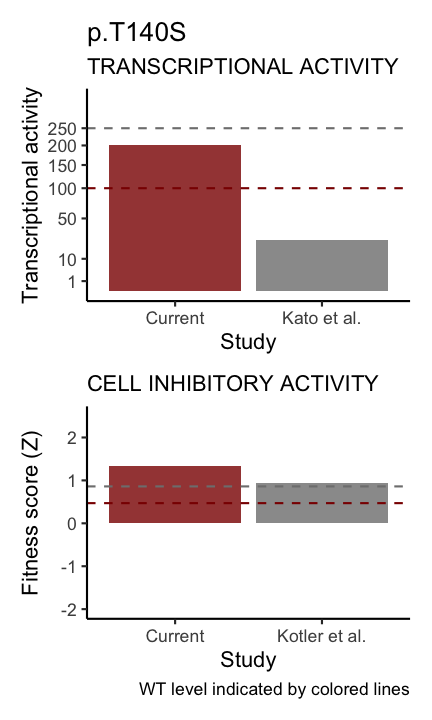 p.T140S
TRANSCRIPTIONAL ACTIVITY
Transcriptional activity
250
200
150
100
50
10
1
Current
Kato et al.
Study
CELL INHIBITORY ACTIVITY
Fitness score (Z)
2
1
0
-1
-2
Current
Kotler et al.
Study
WT level indicated by colored lines